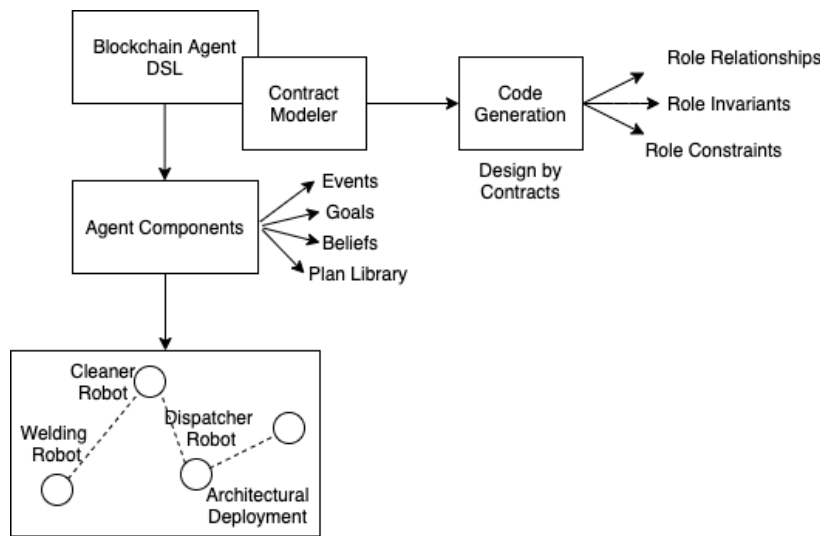 Blockchain Agent
DSL
Contract
Modeler
Code
Generation
Role Relationships
Role Invariants
Role Constraints
Design by
Contracts
Agent Components
Events
Goals
Beliefs
Plan Library
Cleaner
Robot
Dispatcher
Robot
Welding
Robot
Architectural
Deployment